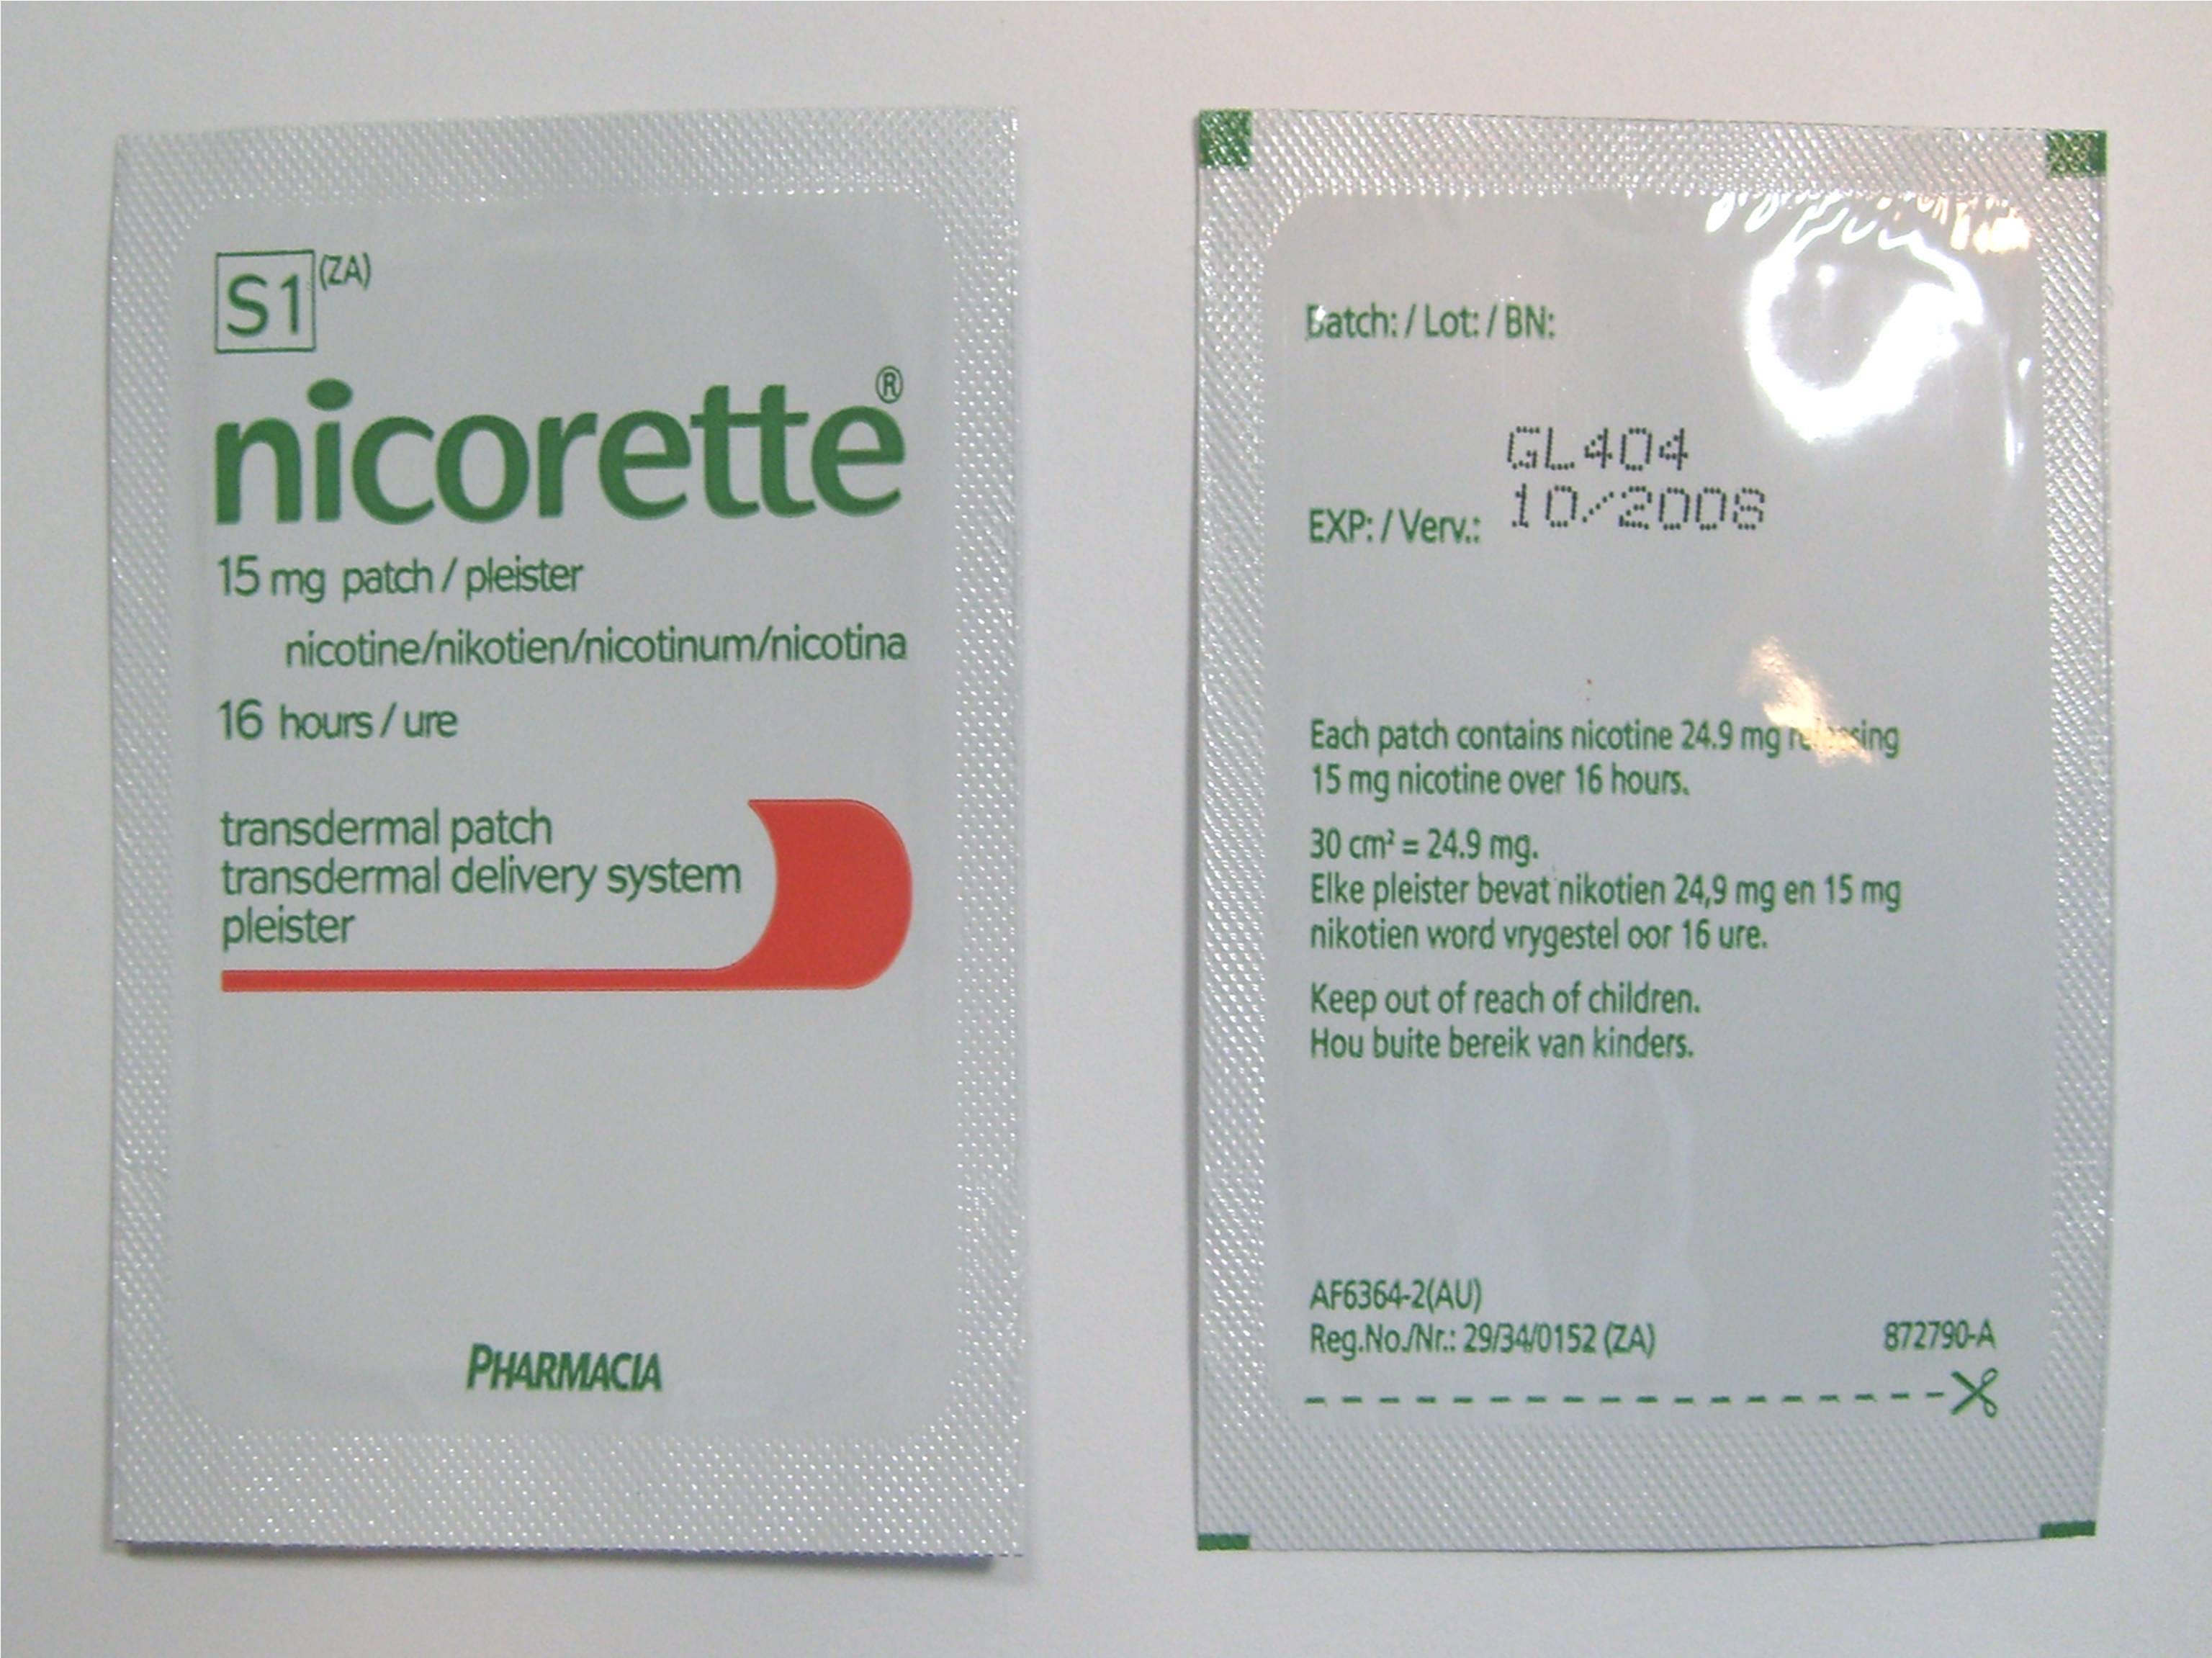 S1 (ZA)
nicorette®
15 mg patch / pleister
nicotine/nikotien/nicotinum/nicotina
16 hours / ure
transdermal patch
transdermal delivery system
pleister
PHARMACIA
Batch: / Lot: / BN:
GL404
EXP: / Verv.: 10/2008
Each patch contains nicotine 24.9 mg releasing
15 mg nicotine over 16 hours.
30 cm² = 24.9 mg.
Elke pleister bevat nikotien 24,9 mg en 15 mg
nikotien word vrygestel oor 16 ure.
Keep out of reach of children.
Hou buite bereik van kinders.
AF6364-2(AU)
Reg.No./Nr.: 29/34/0152 (ZA) 872790-A